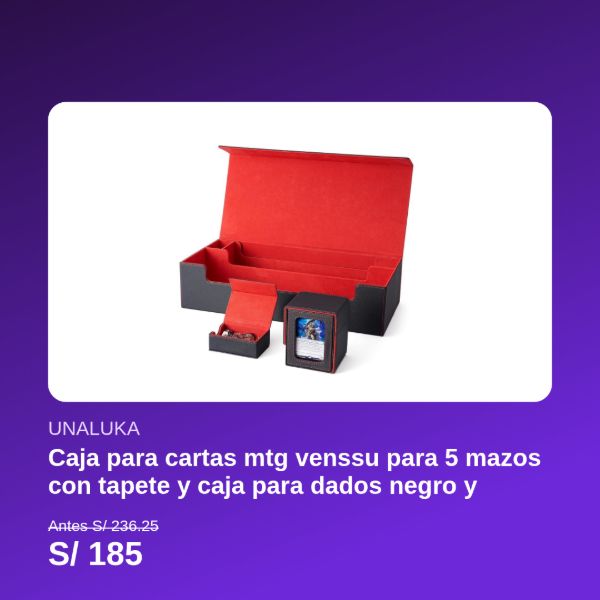 UNALUKA
Caja para cartas mtg venssu para 5 mazos
con tapete y caja para dados negro y
Antes S/ 236.25
S/ 185